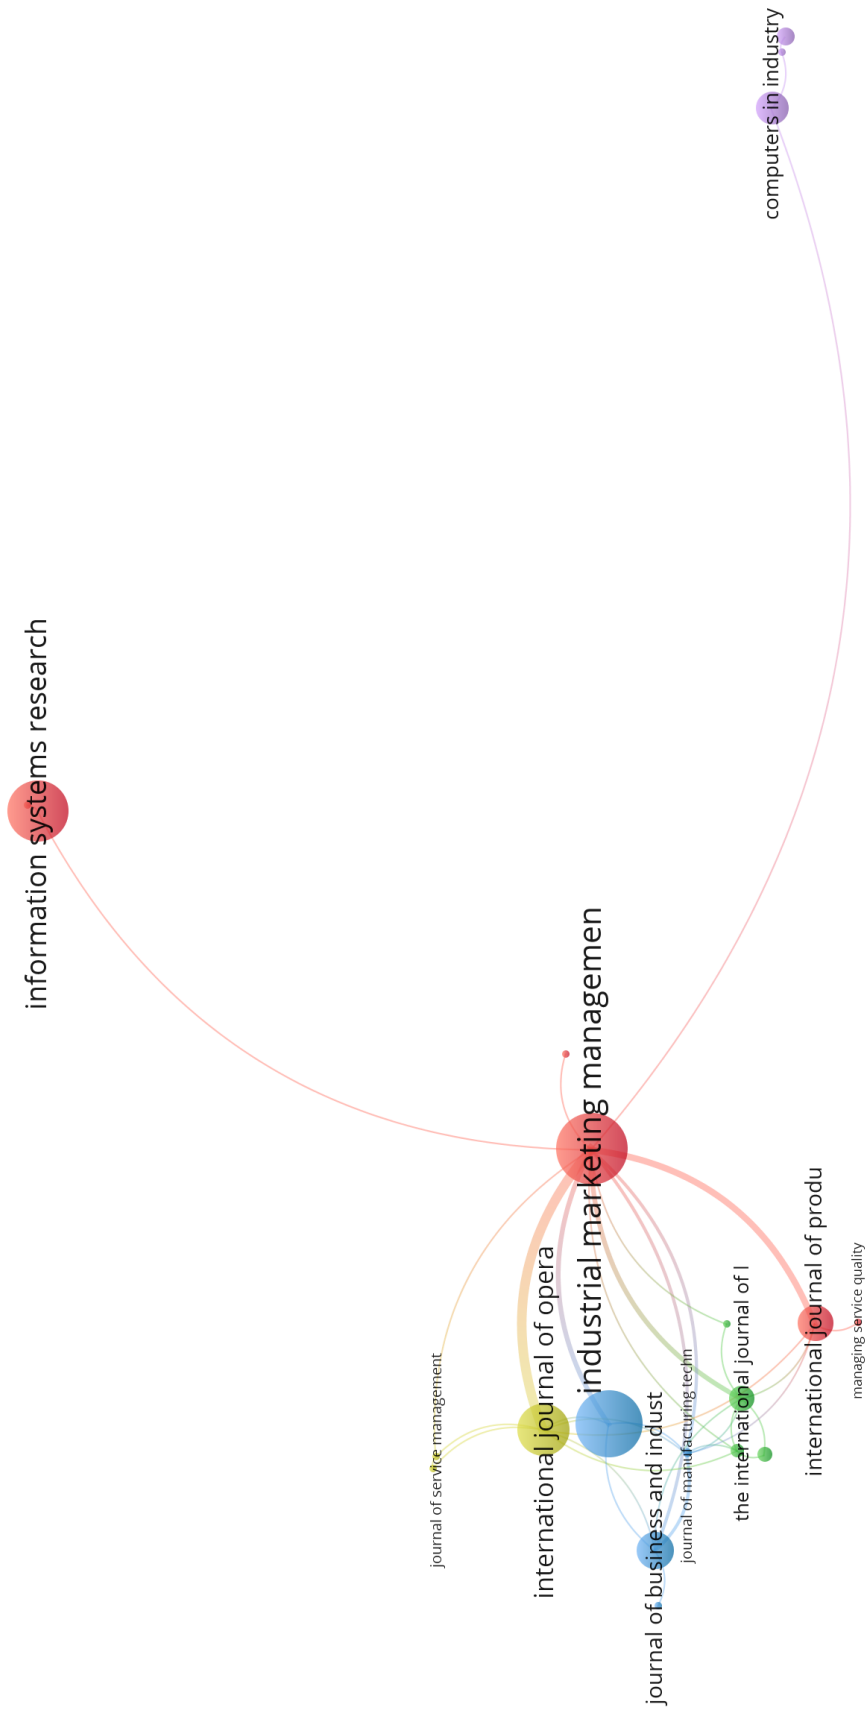 information systems research
journal of service management
international journal of opera
industrial marketing managemen
journal of business and indust
journal of manufacturing techn
the international journal of l
computers in industry
international journal of produ
managing service quality